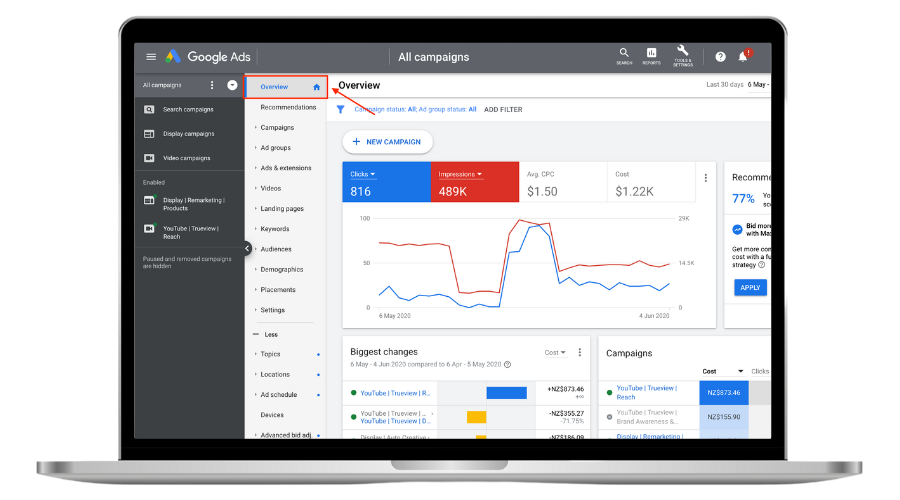 Google Ads
All campaigns
SEARCH
REPORTS
TOOLS &
SETTINGS
?
!
All campaigns
Search campaigns
Display campaigns
Video campaigns
Enabled
Display | Remarketing |
Products
YouTube | Trueview |
Reach
Paused and removed campaigns
are hidden
Overview
Recommendations
Campaigns
Ad groups
Ads & extensions
Videos
Landing pages
Keywords
Audiences
Demographics
Placements
Settings
Less
Topics
Locations
Ad schedule
Devices
Advanced bid adj.
Overview
Last 30 days 6 May -
Campaign status: All; Ad group status: All ADD FILTER
+ NEW CAMPAIGN
Clicks
816
Impressions
489K
Avg. CPC
$1.50
Cost
$1.22K
100
50
0
29K
14.5K
0
6 May 2020
4 Jun 2020
Recomm
77% Yo
sc
Bid more
with Ma
Get more con
cost with a fu
strategy ?
APPLY
Biggest changes
Cost
6 May - 4 Jun 2020 compared to 6 Apr - 5 May 2020 ?
YouTube | Trueview | R...
+NZ$873.46
+∞
YouTube | Trueview | ... ›
YouTube | Trueview | D...
-NZ$355.27
-71.75%
Display | Auto Creative
-NZ$186.09
Campaigns
Cost
Clicks
YouTube | Trueview |
Reach
NZ$873.46
YouTube | Trueview |
Brand Awareness &...
NZ$155.90
Display | Remarketing |